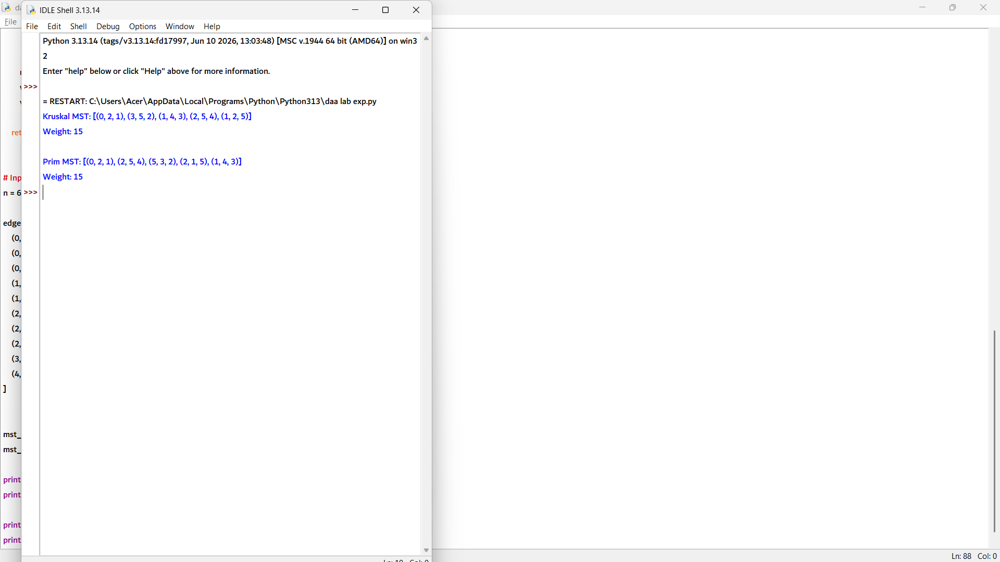 IDLE Shell 3.13.14
File Edit Shell Debug Options Window Help
Python 3.13.14 (tags/v3.13.14:fd17997, Jun 10 2026, 13:03:48) [MSC v.1944 64 bit (AMD64)] on win3
2
Enter "help" below or click "Help" above for more information.
>>>
= RESTART: C:\Users\Acer\AppData\Local\Programs\Python\Python313\daa lab exp.py
Kruskal MST: [(0, 2, 1), (3, 5, 2), (1, 4, 3), (2, 5, 4), (1, 2, 5)]
Weight: 15
Prim MST: [(0, 2, 1), (2, 5, 4), (5, 3, 2), (2, 1, 5), (1, 4, 3)]
Weight: 15
>>>
File
ret
# Inp
n = 6
edge
(0,
(0,
(0,
(1,
(1,
(2,
(2,
(2,
(3,
(4,
]
mst_
mst_
print
print
print
print
Ln: 88 Col: 0